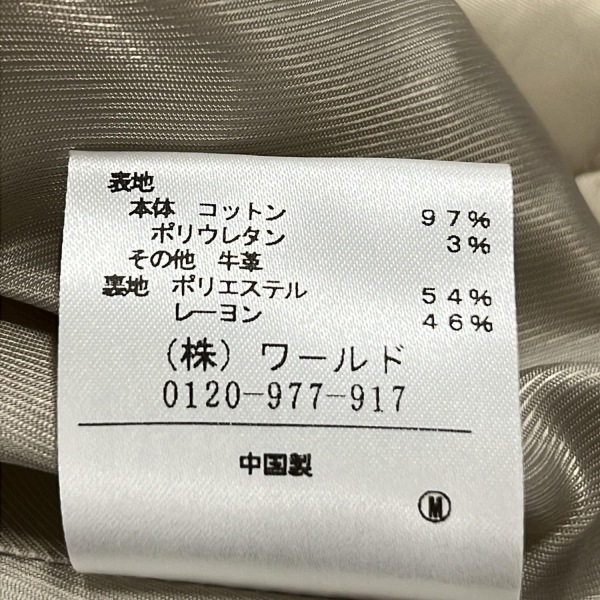 表地
本体 コットン 97%
ポリウレタン 3%
その他 牛革
裏地 ポリエステル 54%
レーヨン 46%
(株) ワールド
0120-977-917
中国製
M